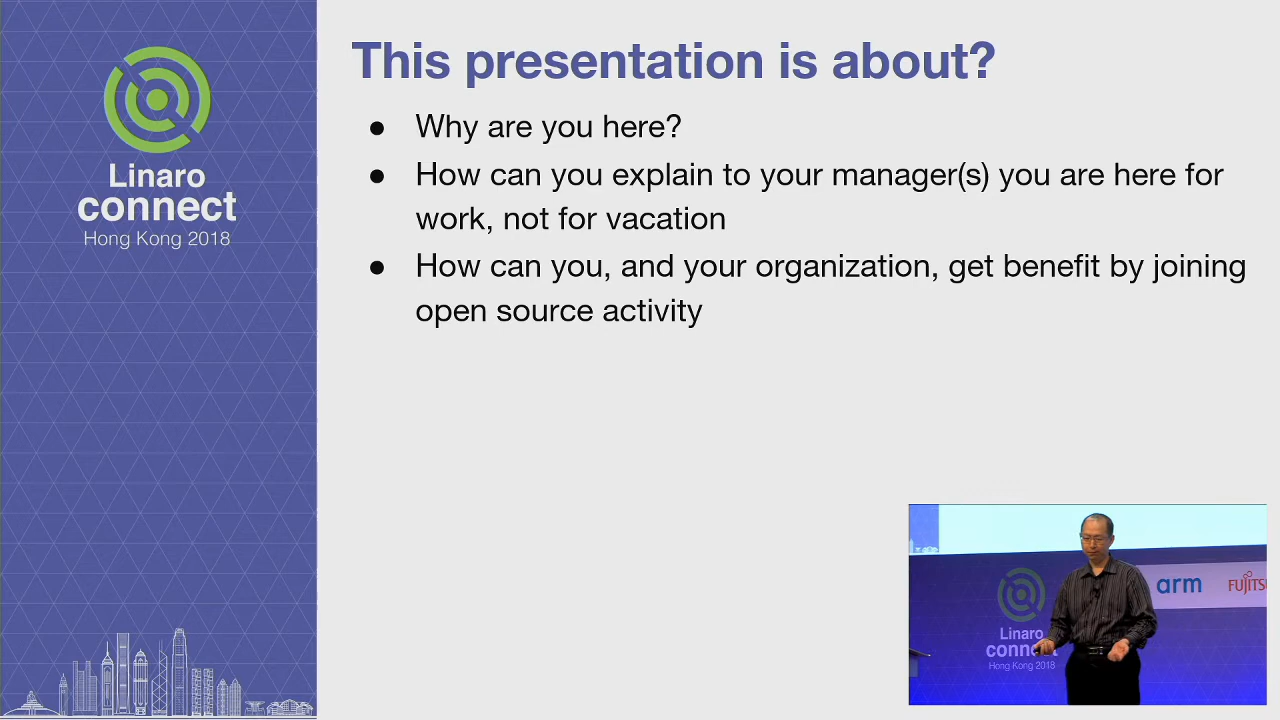 This presentation is about?
● Why are you here?
● How can you explain to your manager(s) you are here for
work, not for vacation
● How can you, and your organization, get benefit by joining
open source activity
Linaro
connect
Hong Kong 2018
arm
Linaro
connect
Hong Kong 2018